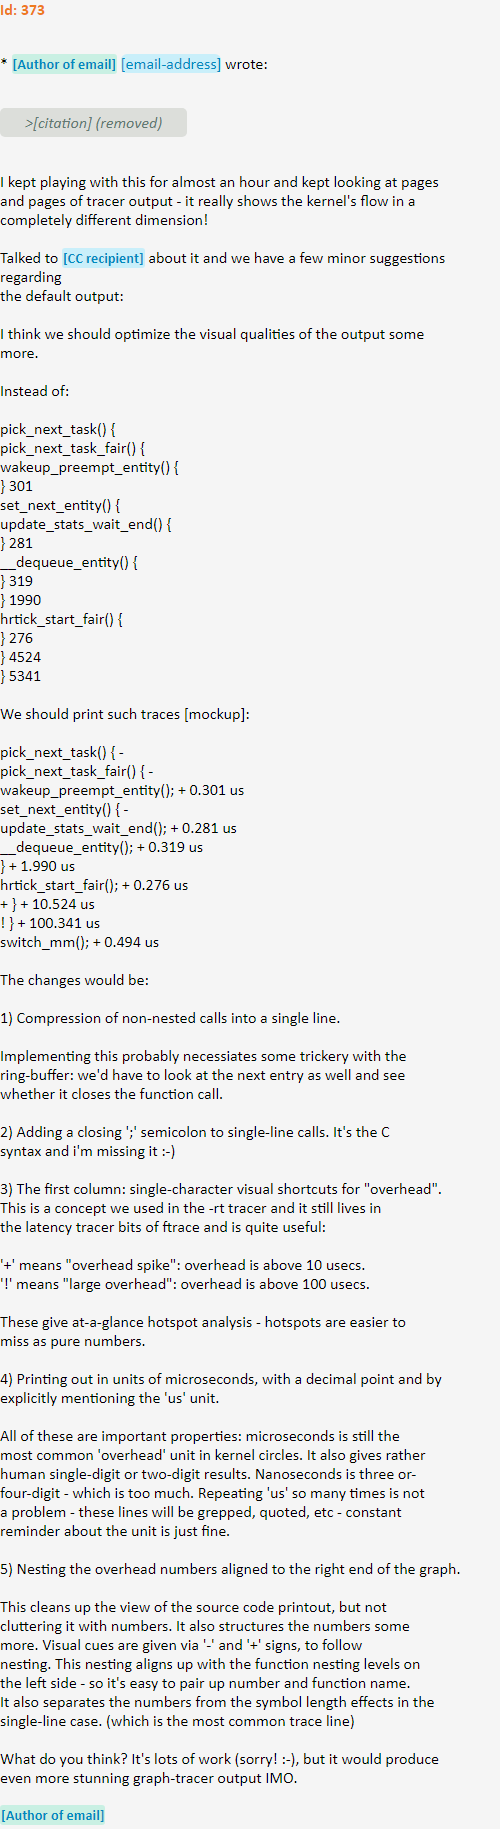 Id: 373
* [Author of email] [email-address] wrote:
>[citation] (removed)
I kept playing with this for almost an hour and kept looking at pages
and pages of tracer output - it really shows the kernel's flow in a
completely different dimension!
Talked to [CC recipient] about it and we have a few minor suggestions
regarding
the default output:
I think we should optimize the visual qualities of the output some
more.
Instead of:
pick_next_task() {
pick_next_task_fair() {
wakeup_preempt_entity() {
} 301
set_next_entity() {
update_stats_wait_end() {
} 281
__dequeue_entity() {
} 319
} 1990
hrtick_start_fair() {
} 276
} 4524
} 5341
We should print such traces [mockup]:
pick_next_task() { -
pick_next_task_fair() { -
wakeup_preempt_entity(); + 0.301 us
set_next_entity() { -
update_stats_wait_end(); + 0.281 us
__dequeue_entity(); + 0.319 us
} + 1.990 us
hrtick_start_fair(); + 0.276 us
+ } + 10.524 us
! } + 100.341 us
switch_mm(); + 0.494 us
The changes would be:
1) Compression of non-nested calls into a single line.
Implementing this probably necessiates some trickery with the
ring-buffer: we'd have to look at the next entry as well and see
whether it closes the function call.
2) Adding a closing ';' semicolon to single-line calls. It's the C
syntax and i'm missing it :-)
3) The first column: single-character visual shortcuts for "overhead".
This is a concept we used in the -rt tracer and it still lives in
the latency tracer bits of ftrace and is quite useful:
'+' means "overhead spike": overhead is above 10 usecs.
'!' means "large overhead": overhead is above 100 usecs.
These give at-a-glance hotspot analysis - hotspots are easier to
miss as pure numbers.
4) Printing out in units of microseconds, with a decimal point and by
explicitly mentioning the 'us' unit.
All of these are important properties: microseconds is still the
most common 'overhead' unit in kernel circles. It also gives rather
human single-digit or two-digit results. Nanoseconds is three or-
four-digit - which is too much. Repeating 'us' so many times is not
a problem - these lines will be grepped, quoted, etc - constant
reminder about the unit is just fine.
5) Nesting the overhead numbers aligned to the right end of the graph.
This cleans up the view of the source code printout, but not
cluttering it with numbers. It also structures the numbers some
more. Visual cues are given via '-' and '+' signs, to follow
nesting. This nesting aligns up with the function nesting levels on
the left side - so it's easy to pair up number and function name.
It also separates the numbers from the symbol length effects in the
single-line case. (which is the most common trace line)
What do you think? It's lots of work (sorry! :-), but it would produce
even more stunning graph-tracer output IMO.
[Author of email]